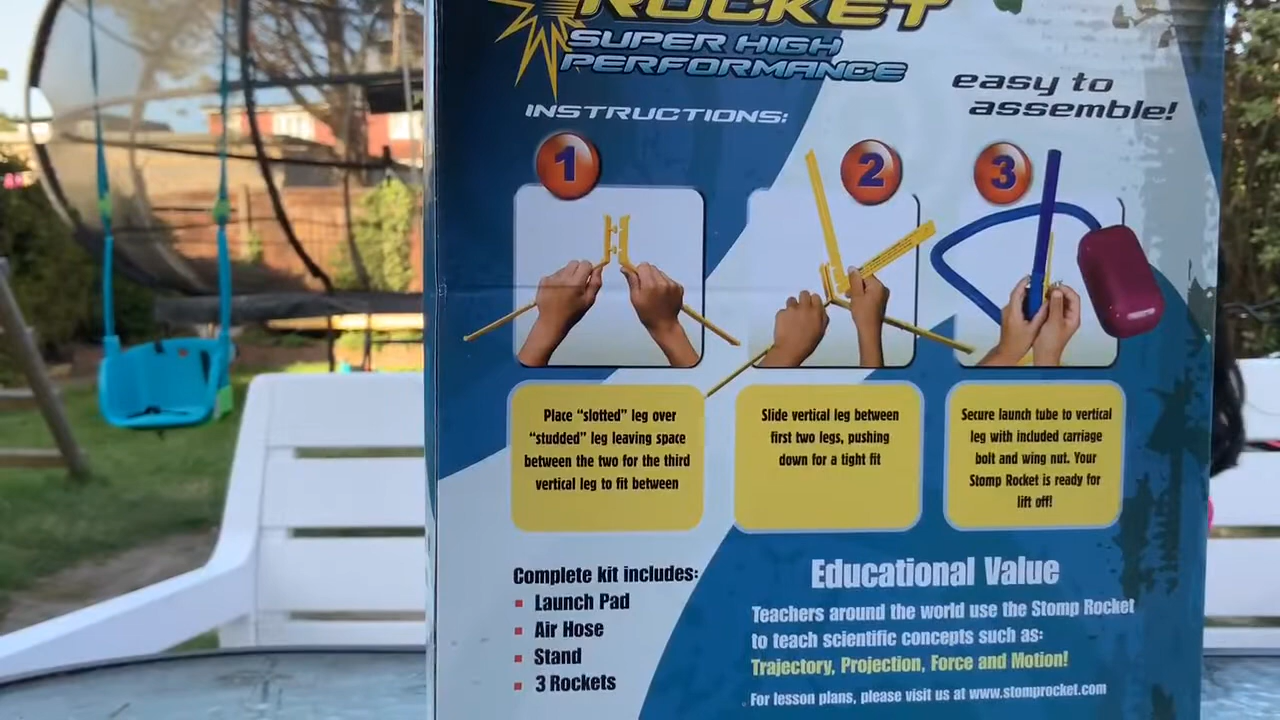 ROCKET
SUPER HIGH
PERFORMANCE
easy to
assemble!
INSTRUCTIONS:
1
2
3
Place "slotted" leg over
"studded" leg leaving space
between the two for the third
vertical leg to fit between
Slide vertical leg between
first two legs, pushing
down for a tight fit
Secure launch tube to vertical
leg with included carriage
bolt and wing nut. Your
Stomp Rocket is ready for
lift off!
Complete kit includes:
Launch Pad
Air Hose
Stand
3 Rockets
Educational Value
Teachers around the world use the Stomp Rocket
to teach scientific concepts such as:
Trajectory, Projection, Force and Motion!
For lesson plans, please visit us at www.stomprocket.com